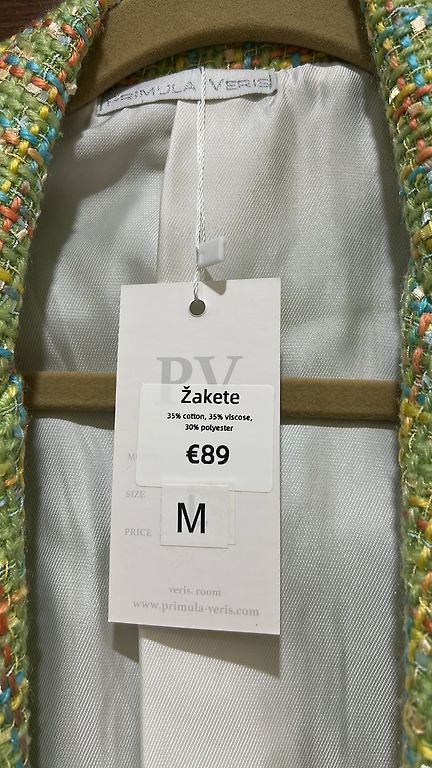 PRIMULA VERIS
PV
Žakete
35% cotton, 35% viscose,
30% polyester
€89
SIZE
M
PRICE
veris. room
www.primula-veris.com